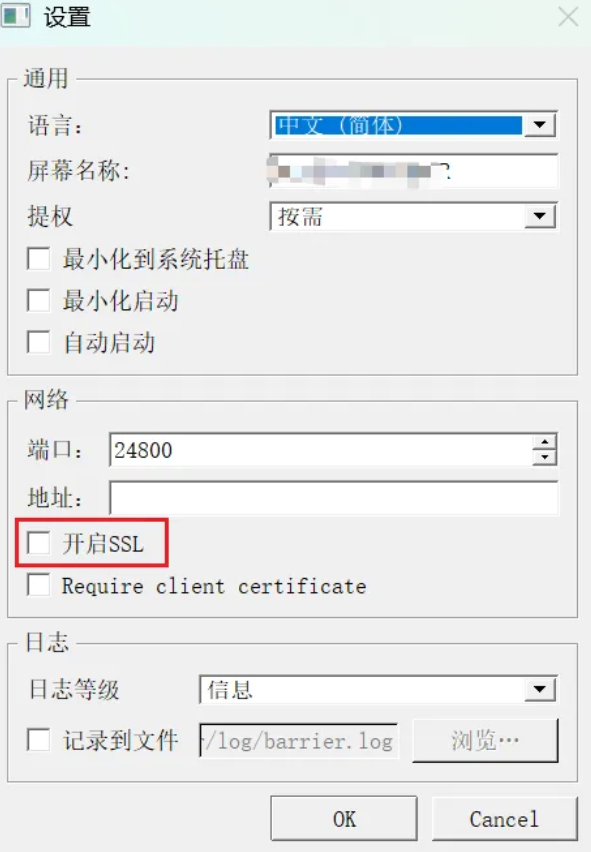 设置
通用
语言:
中文 (简体)
屏幕名称:
提权
按需
最小化到系统托盘
最小化启动
自动启动
网络
端口:
24800
地址:
开启SSL
Require client certificate
日志
日志等级
信息
记录到文件
/log/barrier.log
浏览…
OK
Cancel